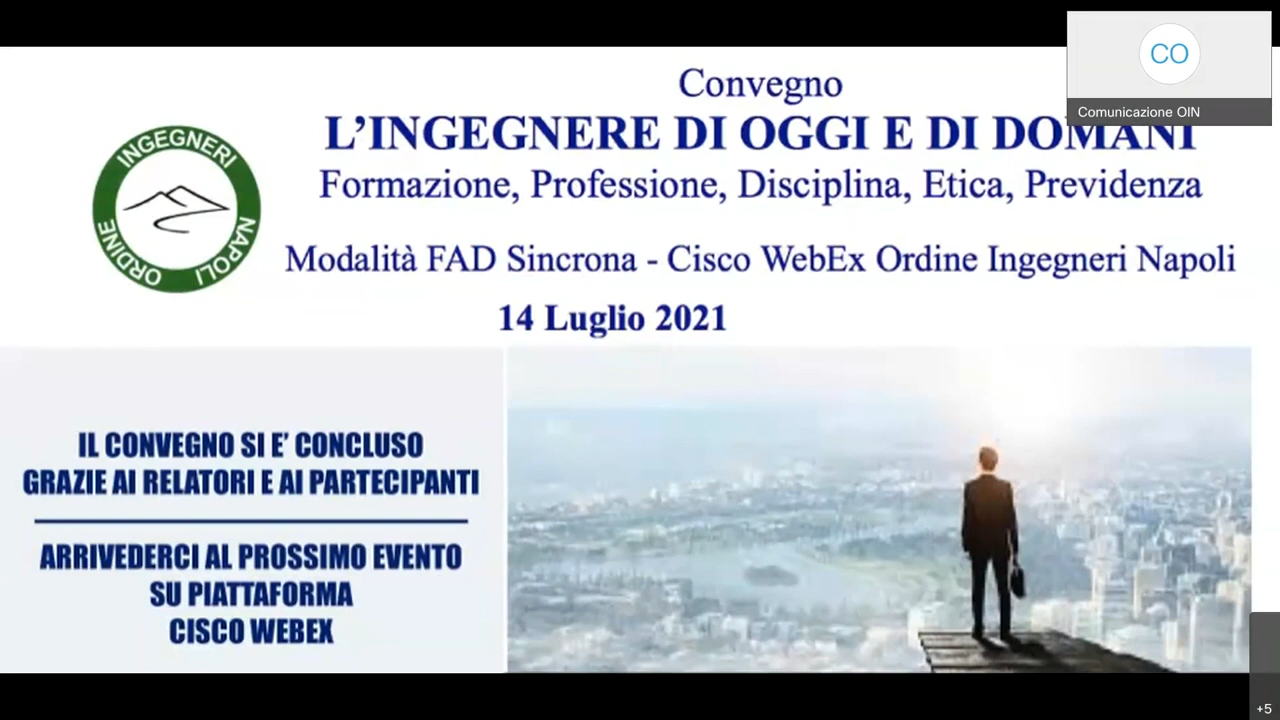 CO
Comunicazione OIN
Convegno
L'INGEGNERE DI OGGI E DI DOMANI
Formazione, Professione, Disciplina, Etica, Previdenza
Modalità FAD Sincrona - Cisco WebEx Ordine Ingegneri Napoli
14 Luglio 2021
INGEGNERI
NAPOLI
ORDINE
IL CONVEGNO SI E' CONCLUSO
GRAZIE AI RELATORI E AI PARTECIPANTI
ARRIVEDERCI AL PROSSIMO EVENTO
SU PIATTAFORMA
CISCO WEBEX
+5